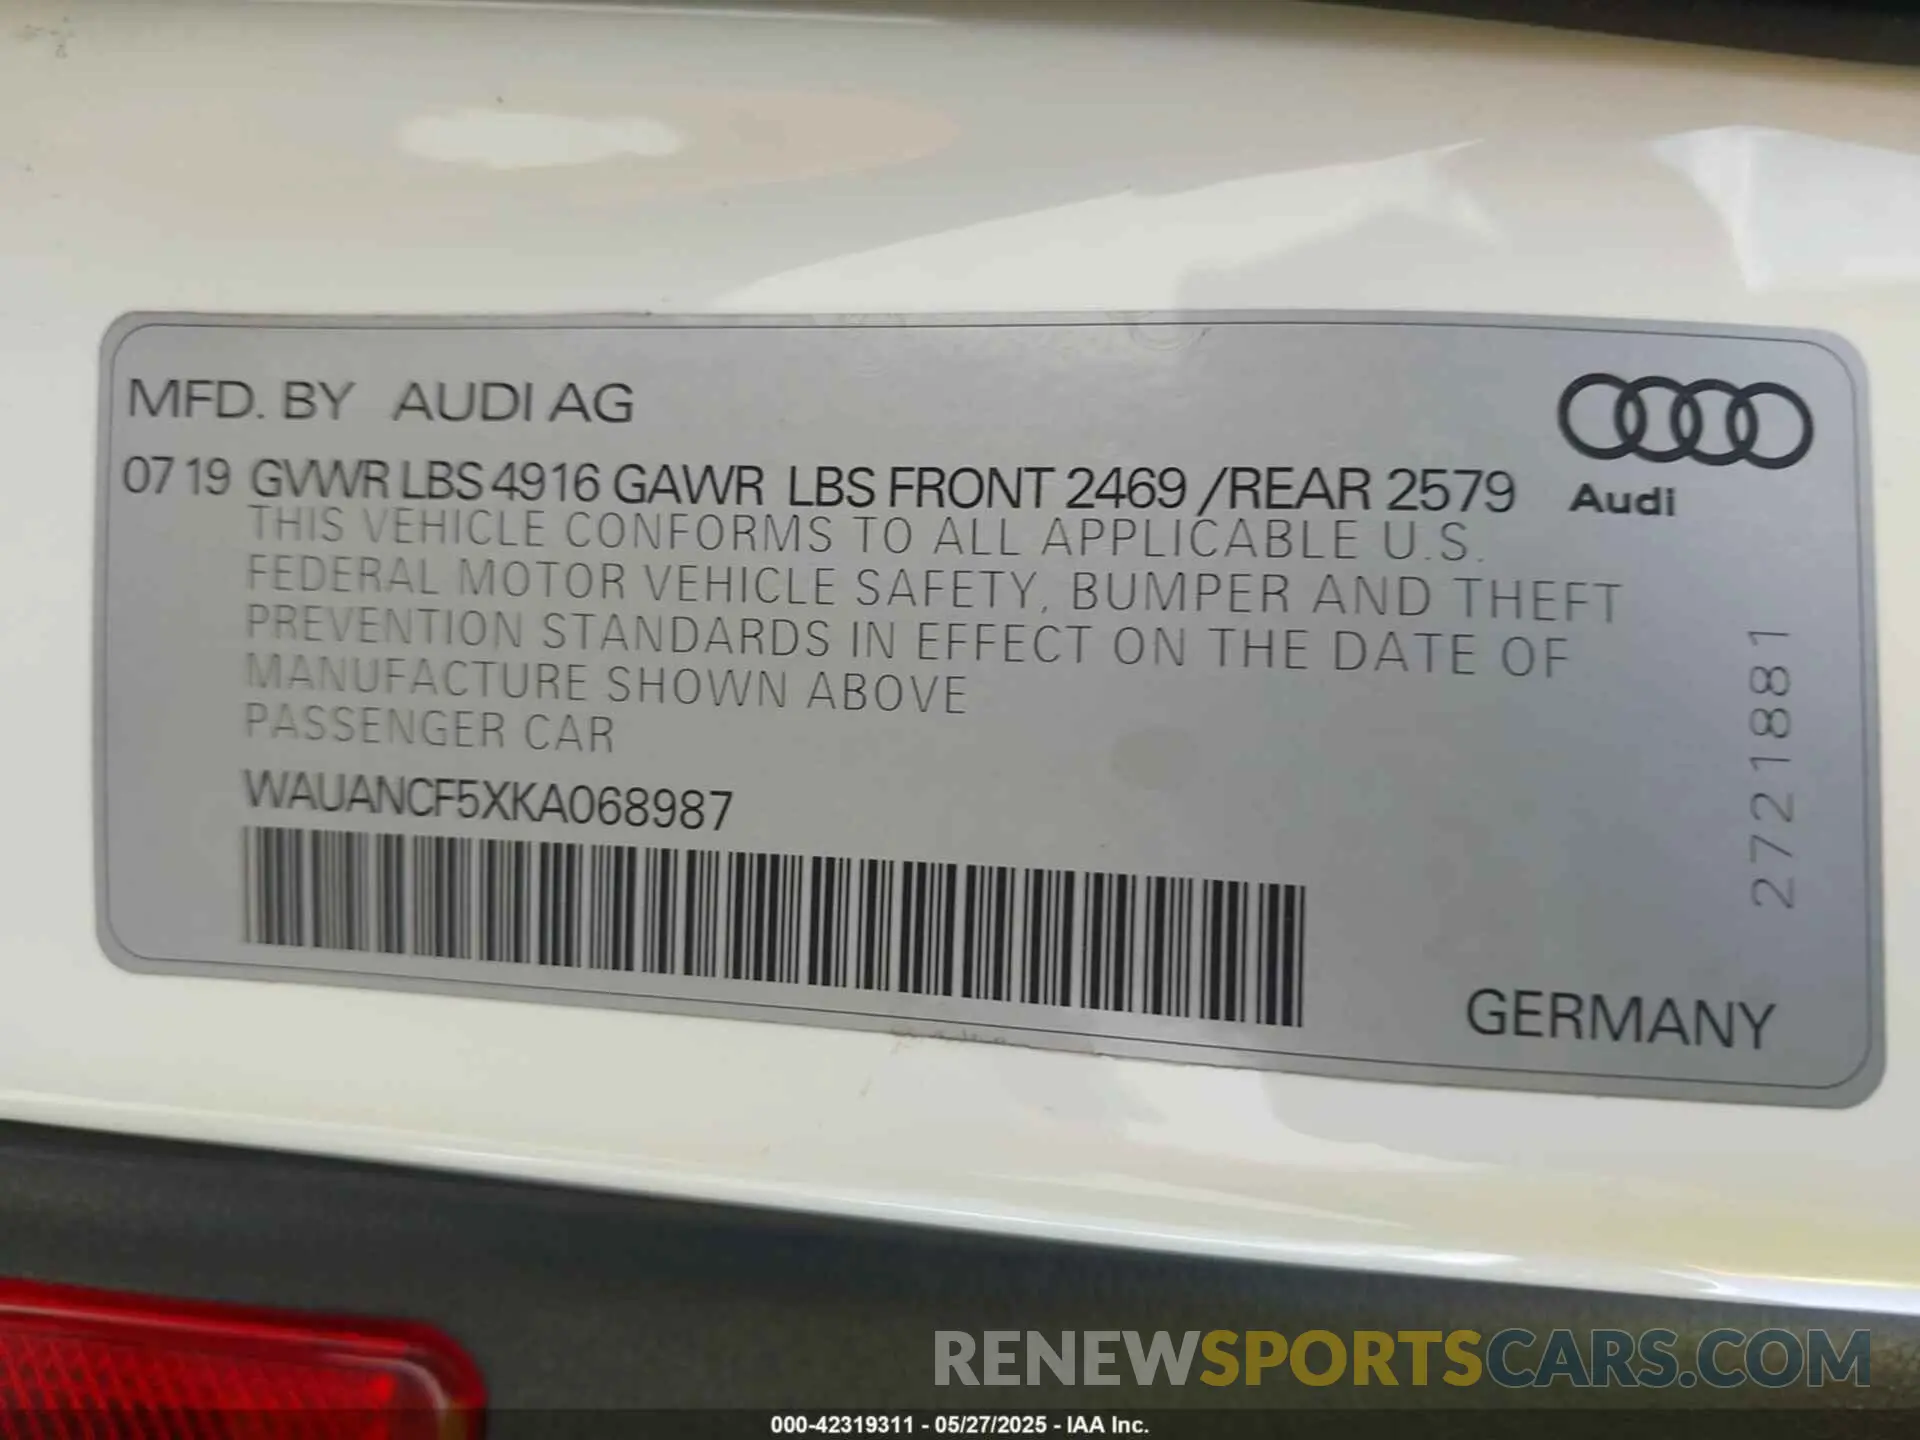 MFD. BY AUDI AG
07 19 GVWR LBS 4916 GAWR LBS FRONT 2469 /REAR 2579
Audi
THIS VEHICLE CONFORMS TO ALL APPLICABLE U.S.
FEDERAL MOTOR VEHICLE SAFETY, BUMPER AND THEFT
PREVENTION STANDARDS IN EFFECT ON THE DATE OF
MANUFACTURE SHOWN ABOVE
PASSENGER CAR
WAUANCF5XKA068987
2721881
GERMANY
RENEWSPORTSCARS.COM
000-42319311 - 05/27/2025 - IAA Inc.